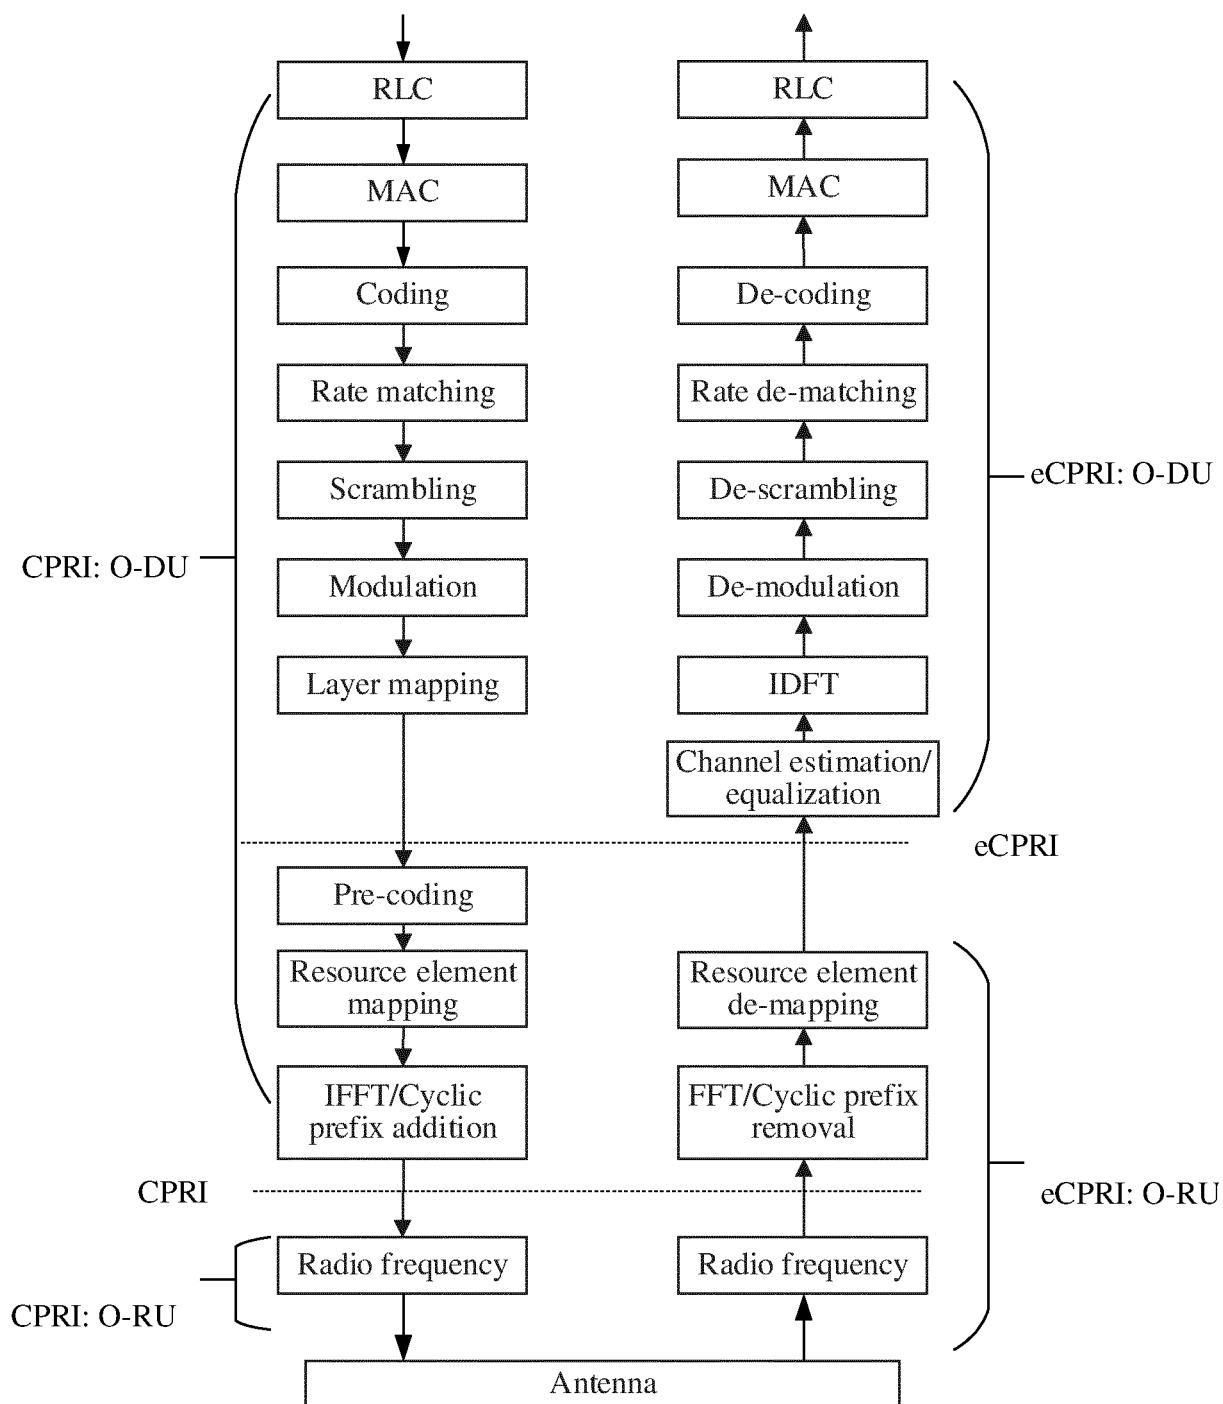 RLC
MAC
Coding
Rate matching
Scrambling
Modulation
Layer mapping
Pre-coding
Resource element
mapping
IFFT/Cyclic
prefix addition
Radio frequency
CPRI: O-DU
CPRI
CPRI: O-RU
RLC
MAC
De-coding
Rate de-matching
De-scrambling
De-modulation
IDFT
Channel estimation/
equalization
Resource element
de-mapping
FFT/Cyclic prefix
removal
Radio frequency
eCPRI: O-DU
eCPRI
eCPRI: O-RU
Antenna